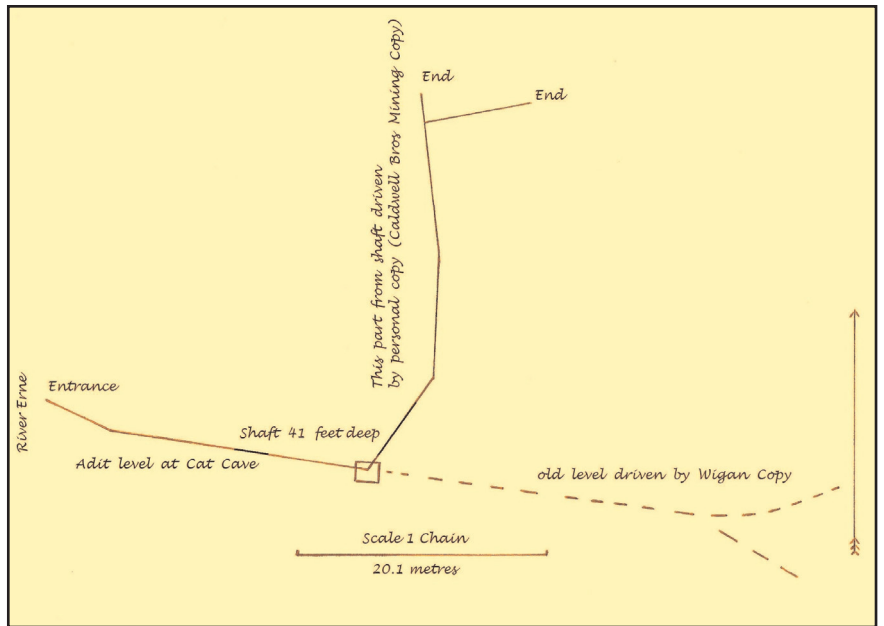 End
End
This part from shaft driven
by personal copy (Caldwell Bros Mining Copy)
River Erne
Entrance
Shaft 41 feet deep
Adit level at Cat Cave
old level driven by Wigan Copy
Scale 1 Chain
20.1 metres